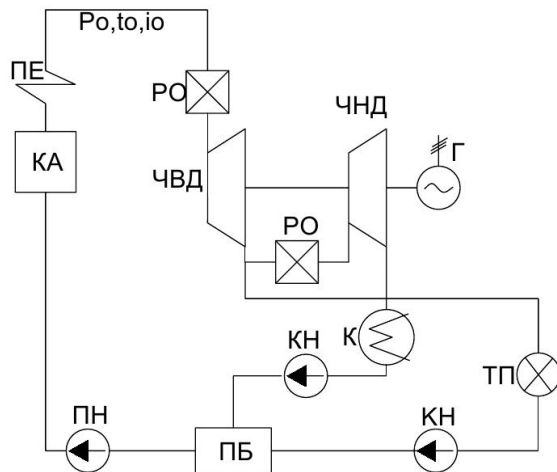 Po,to,io
ПЕ
РО
ЧНД
КА
Г
ЧВД
РО
КН
К
ТП
ПН
КН
ПБ